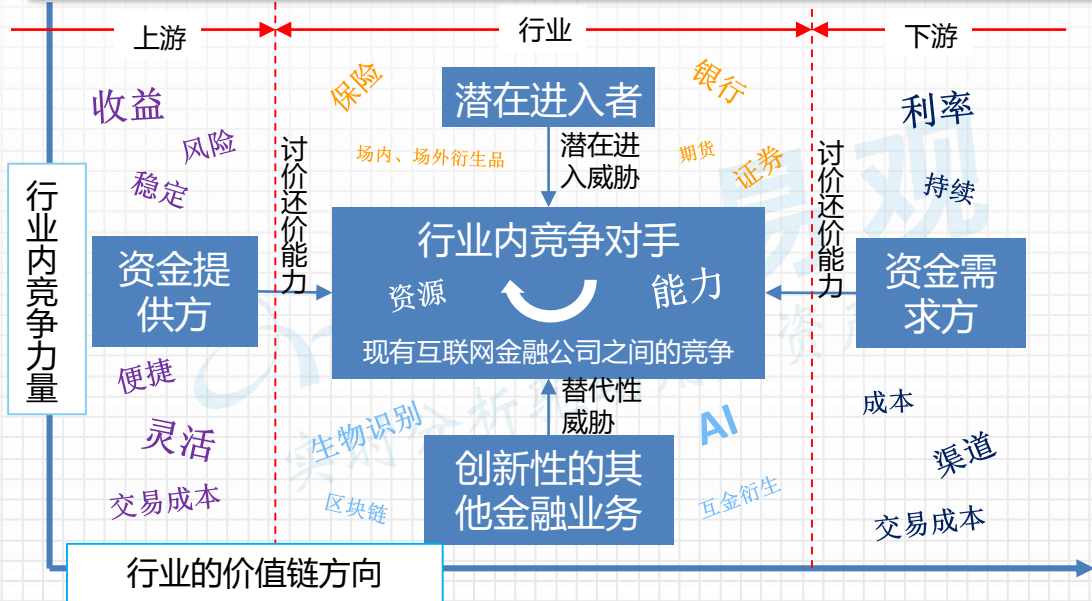 上游
行业
下游
收益
风险
稳定
保险
潜在进入者
银行
场内、场外衍生品
期货
证券
利率
持续
讨价还价能力
潜在进
入威胁
讨价还价能力
行业内竞争力量
资金提
供方
行业内竞争对手
资源
能力
现有互联网金融公司之间的竞争
资金需
求方
便捷
灵活
交易成本
替代性
威胁
生物识别
AI
区块链
创新性的其
他金融业务
互金衍生
成本
渠道
交易成本
行业的价值链方向
易观